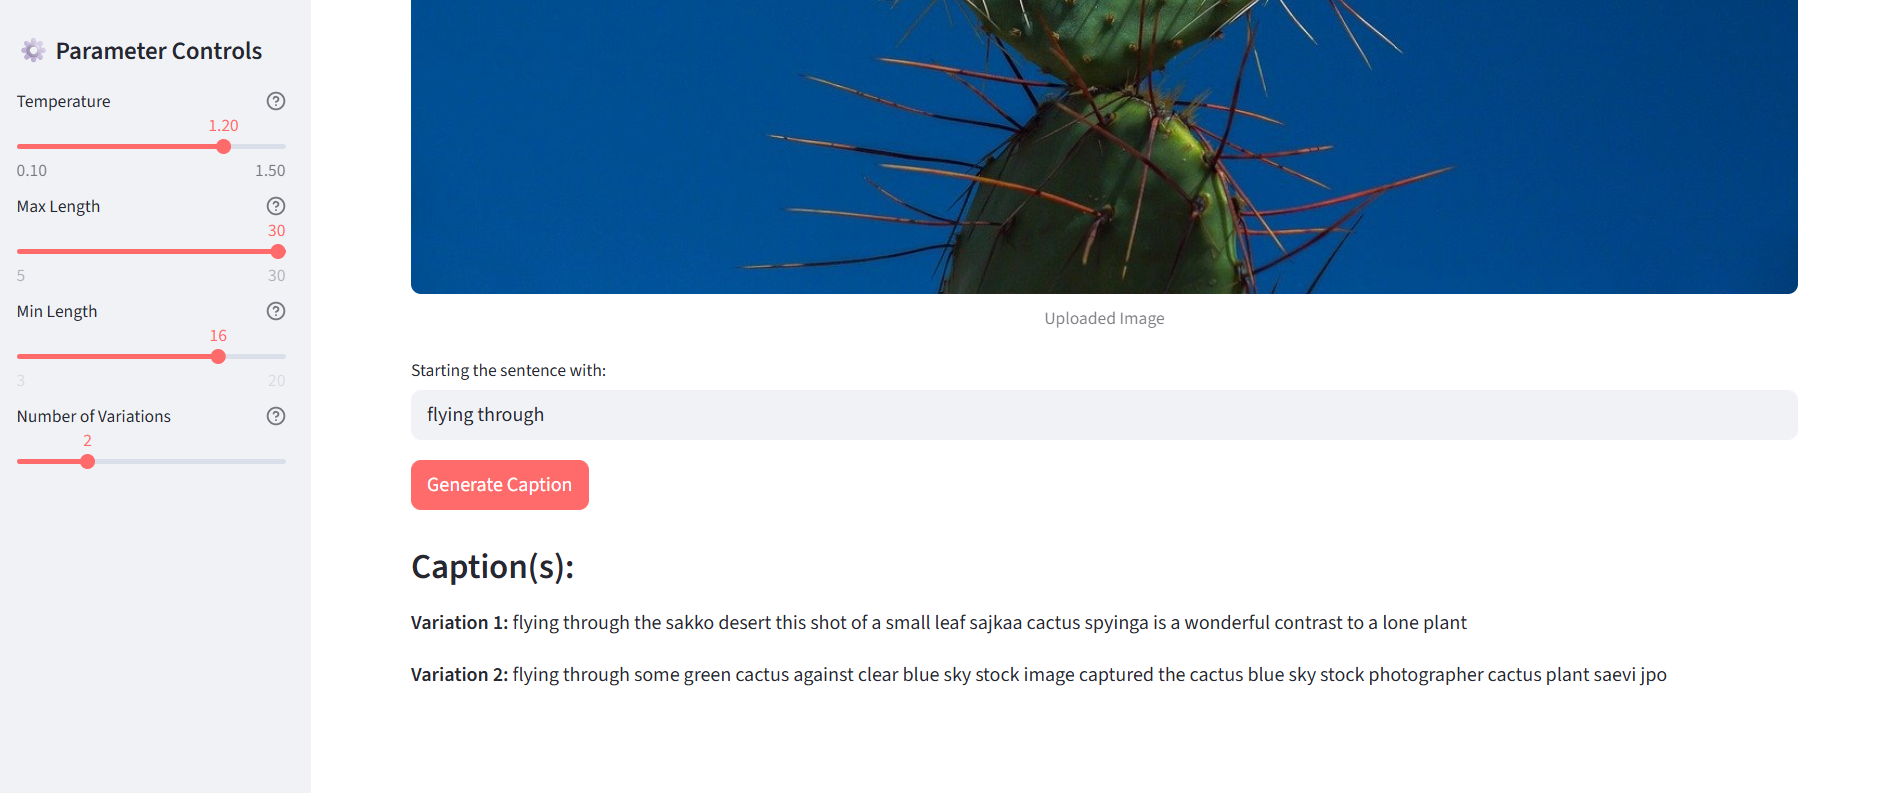 Parameter Controls
Temperature
1.20
0.10 1.50
Max Length
30
5 30
Min Length
16
3 20
Number of Variations
2
Uploaded Image
Starting the sentence with:
flying through
Generate Caption
Caption(s):
Variation 1: flying through the sakko desert this shot of a small leaf sajkaa cactus spyinga is a wonderful contrast to a lone plant
Variation 2: flying through some green cactus against clear blue sky stock image captured the cactus blue sky stock photographer cactus plant saevi jpo